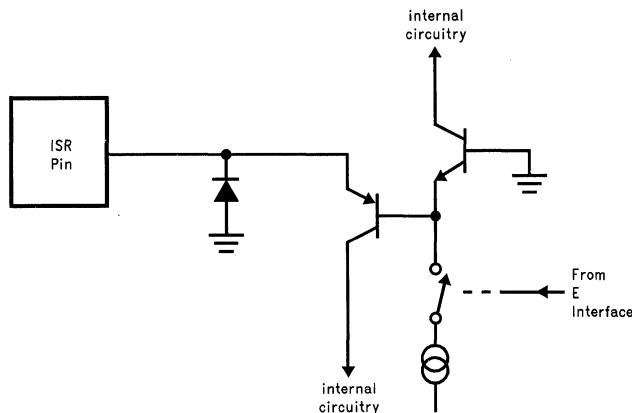 internal
circuitry
ISR
Pin
From
E
Interface
internal
circuitry